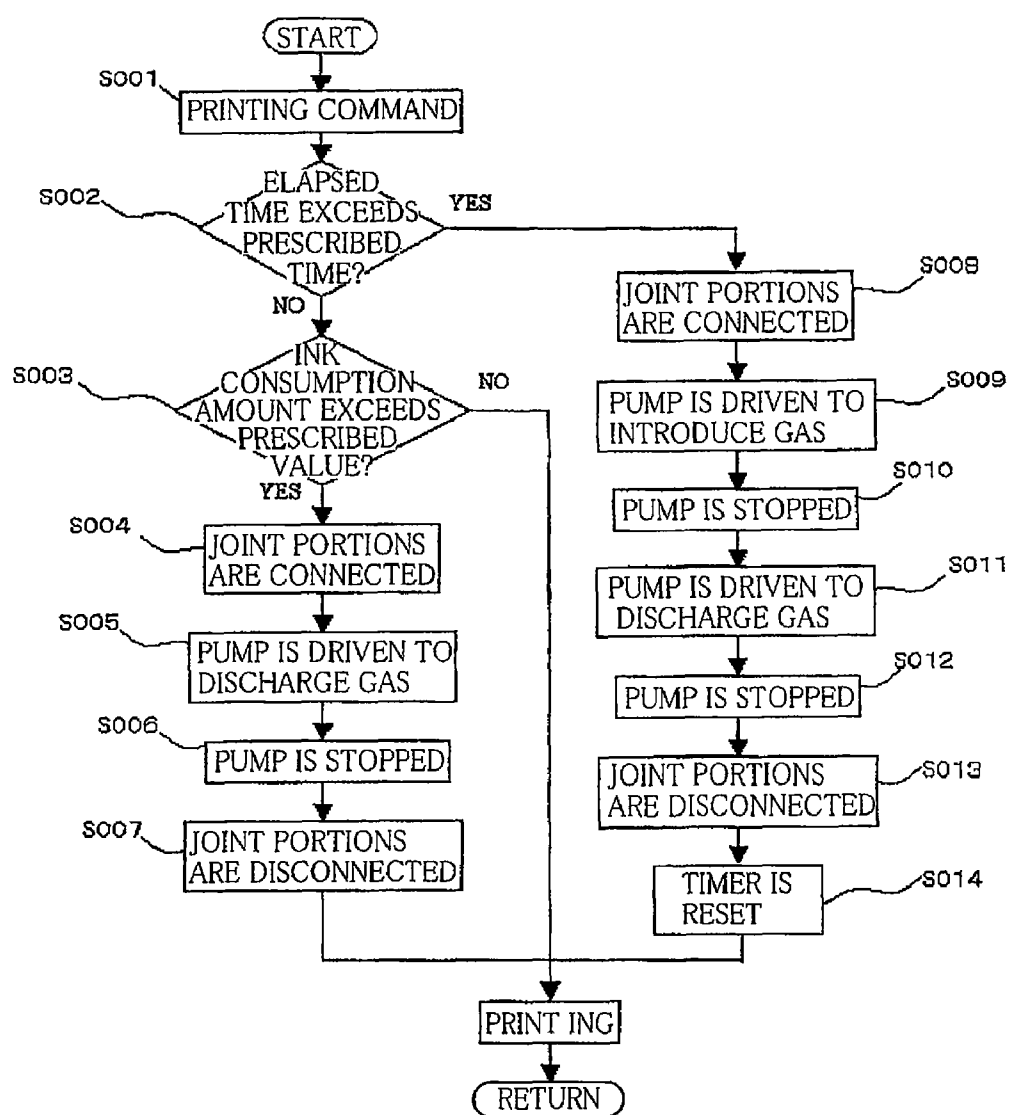 START
S001
PRINTING COMMAND
S002
ELAPSED
TIME EXCEEDS
PRESCRIBED
TIME?
YES
NO
S003
INK
CONSUMPTION
AMOUNT EXCEEDS
PRESCRIBED
VALUE?
NO
YES
S004
JOINT PORTIONS
ARE CONNECTED
S005
PUMP IS DRIVEN TO
DISCHARGE GAS
S006
PUMP IS STOPPED
S007
JOINT PORTIONS
ARE DISCONNECTED
S008
JOINT PORTIONS
ARE CONNECTED
S009
PUMP IS DRIVEN TO
INTRODUCE GAS
S010
PUMP IS STOPPED
S011
PUMP IS DRIVEN TO
DISCHARGE GAS
S012
PUMP IS STOPPED
S013
JOINT PORTIONS
ARE DISCONNECTED
S014
TIMER IS
RESET
PRINT ING
RETURN